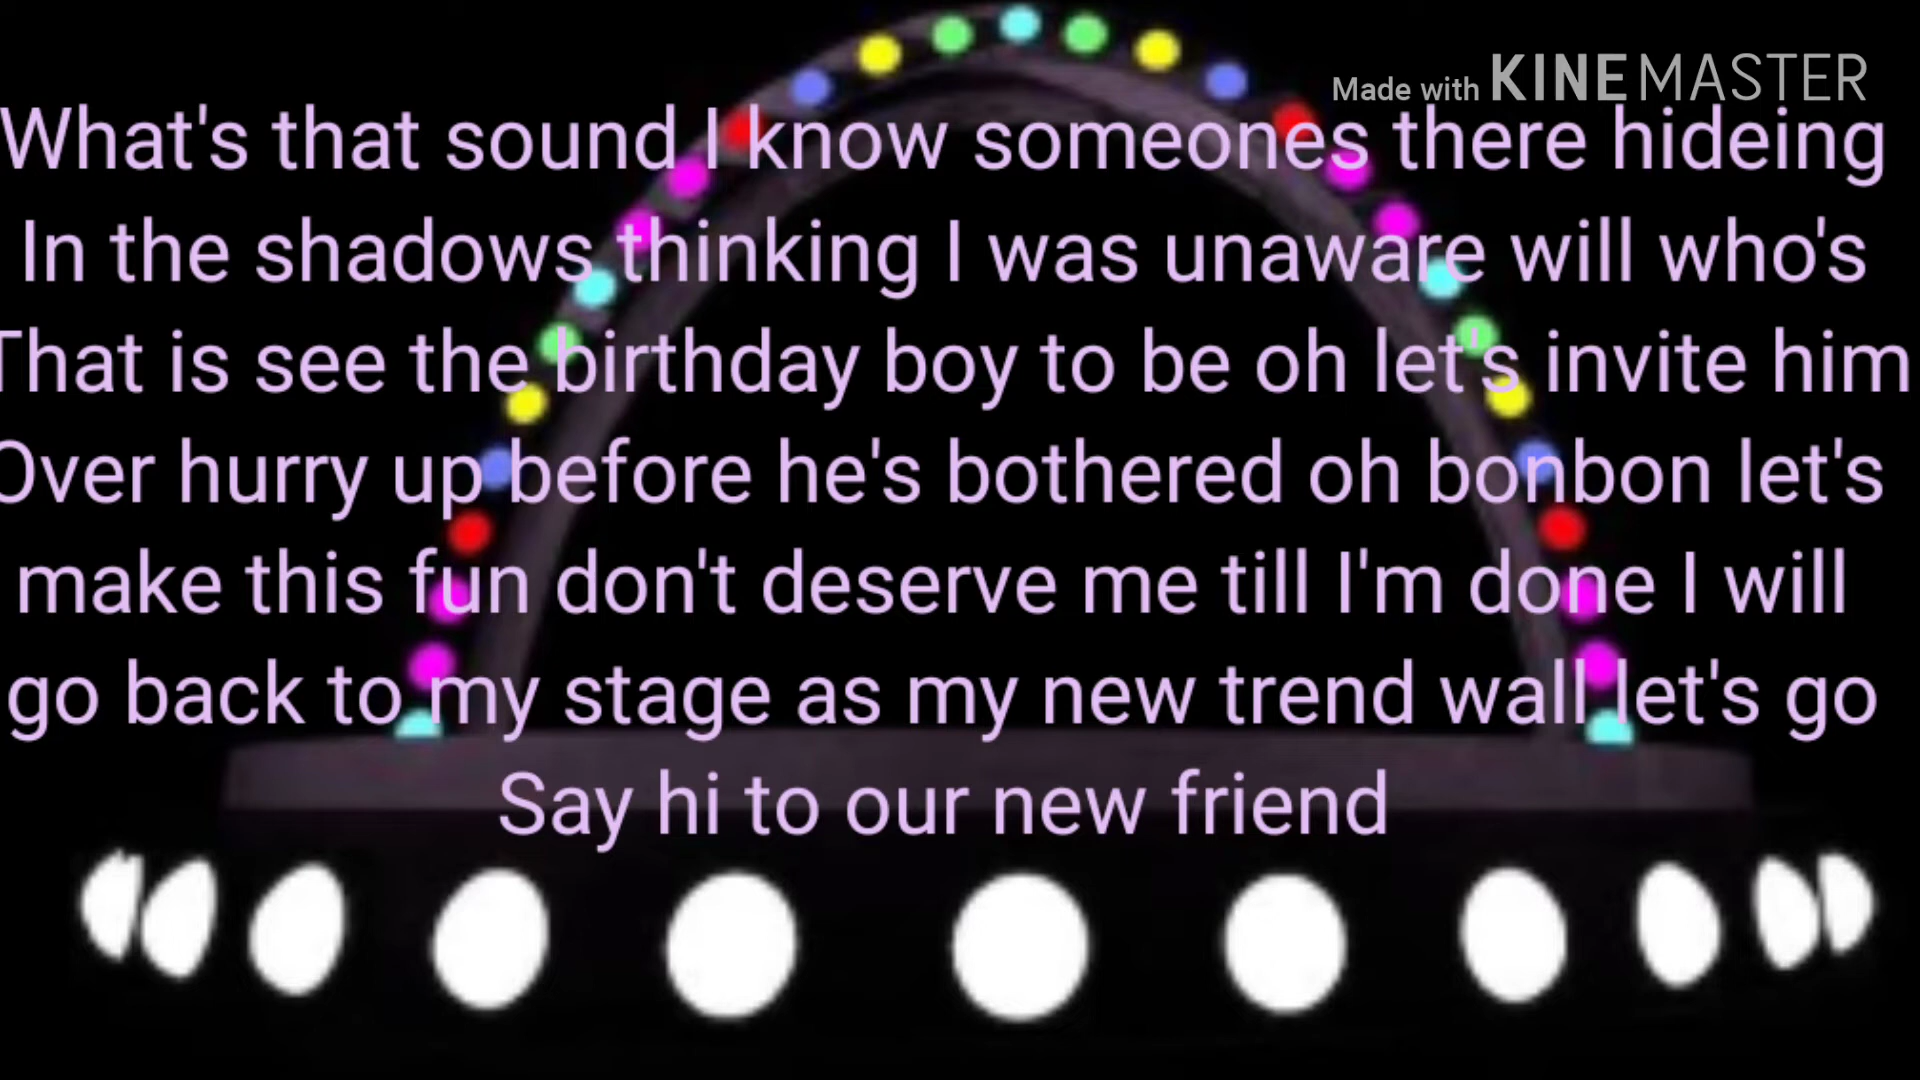 Made with KINEMASTER
What's that sound I know someones there hideing
In the shadows thinking I was unaware will who's
That is see the birthday boy to be oh let's invite him
Over hurry up before he's bothered oh bonbon let's
make this fun don't deserve me till I'm done I will
go back to my stage as my new trend wall let's go
Say hi to our new friend